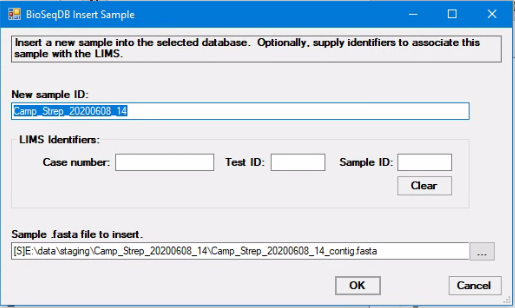 BioSeqDB Insert Sample
Insert a new sample into the selected database.  Optionally, supply identifiers to associate this
sample with the LIMS.
New sample ID:
Camp_Strep_20200608_14
LIMS Identifiers:
Case number: Test ID: Sample ID:
Clear
Sample .fasta file to insert.
[S]E:\data\staging\Camp_Strep_20200608_14\Camp_Strep_20200608_14_contig.fasta ...
OK Cancel